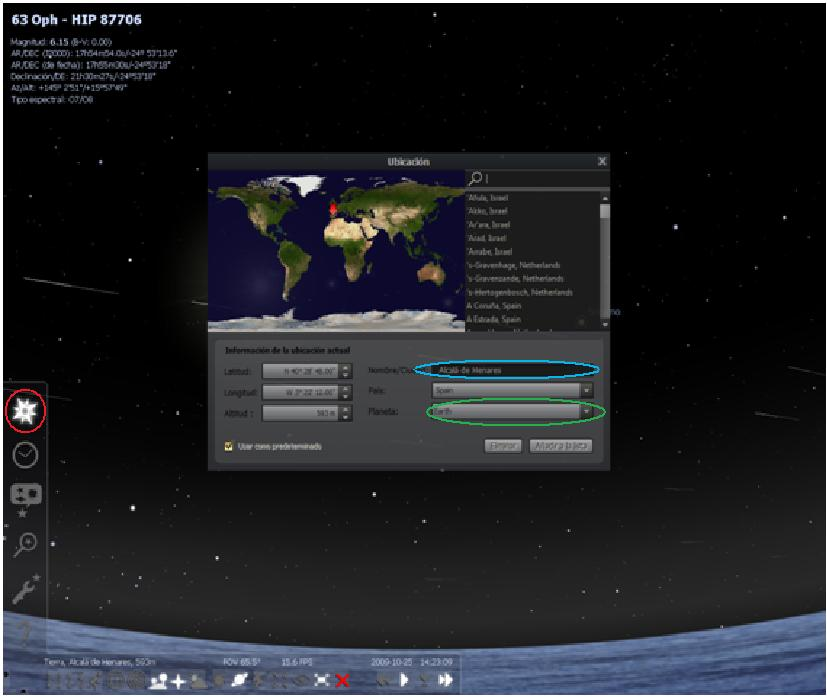 63 Oph - HIP 87706
Magnitud: 6.15 (B-V: 0.00)
AR/DEC (J2000): 17h54m54.0s/-24° 53'13.6"
AR/DEC (de fecha): 17h55m30s/-24°53'18"
Declinación/DE: 21h30m27s/-24°53'18"
Az/Alt: +145° 2'51"/+15°57'49"
Tipo espectral: O7/O8
Ubicación
'Afula, Israel
'Akko, Israel
'Ar'ara, Israel
'Arad, Israel
'Arrabe, Israel
's-Gravenhage, Netherlands
's-Gravenzande, Netherlands
's-Hertogenbosch, Netherlands
A Coruña, Spain
A Estrada, Spain
Información de la ubicación actual
Latitud: N 40° 28' 48.00"
Nombre/Ciu Alcalá de Henares
Longitud: W 3° 22' 12.00"
País: Spain
Altitud : 593 m
Planeta: Earth
Usar como predeterminado
Eliminar
Añadir a la lista
Tierra, Alcalá de Henares, 593m
FOV 65.5°
15.6 FPS
2009-10-25 14:23:09